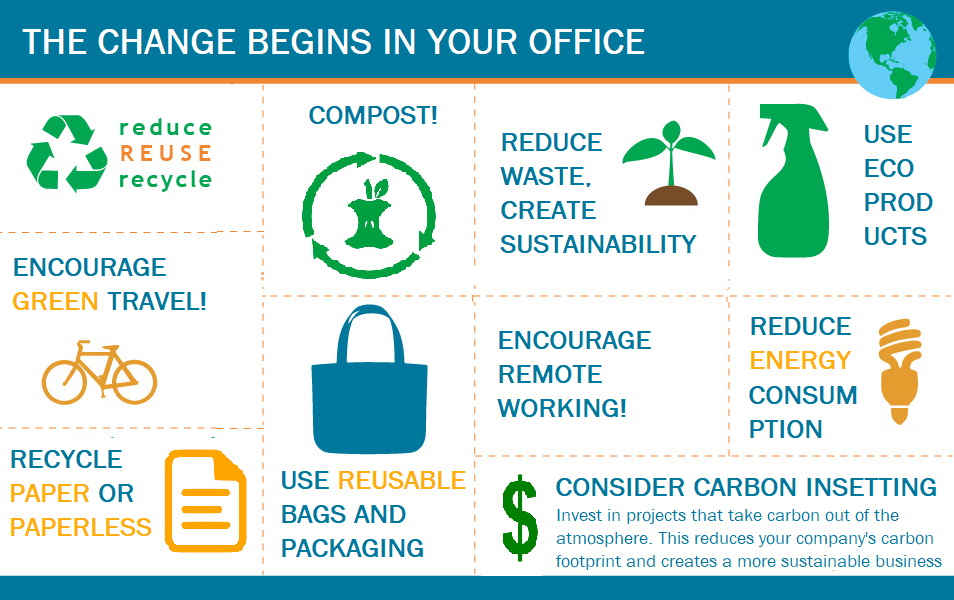 THE CHANGE BEGINS IN YOUR OFFICE
reduce
REUSE
recycle
COMPOST!
REDUCE
WASTE,
CREATE
SUSTAINABILITY
USE
ECO
PROD
UCTS
ENCOURAGE
GREEN TRAVEL!
USE REUSABLE
BAGS AND
PACKAGING
ENCOURAGE
REMOTE
WORKING!
REDUCE
ENERGY
CONSUM
PTION
RECYCLE
PAPER OR
PAPERLESS
$
CONSIDER CARBON INSETTING
Invest in projects that take carbon out of the
atmosphere. This reduces your company's carbon
footprint and creates a more sustainable business